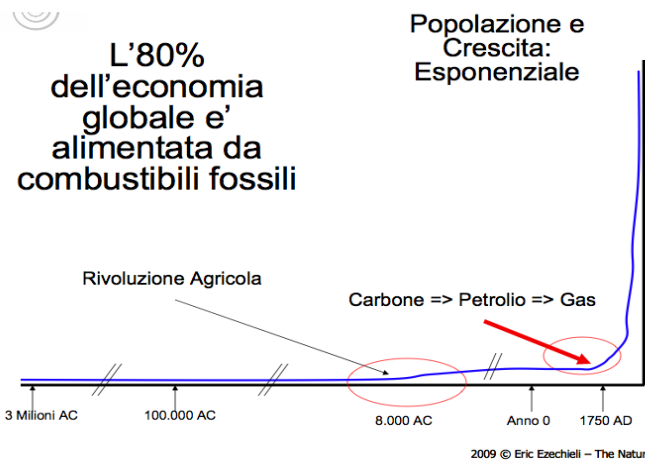 L'80%
dell'economia
globale e'
alimentata da
combustibili fossili
Popolazione e
Crescita:
Esponenziale
Rivoluzione Agricola
Carbone => Petrolio => Gas
3 Milioni AC
100.000 AC
8.000 AC
Anno 0
1750 AD
2009 © Eric Ezechieli – The Natur